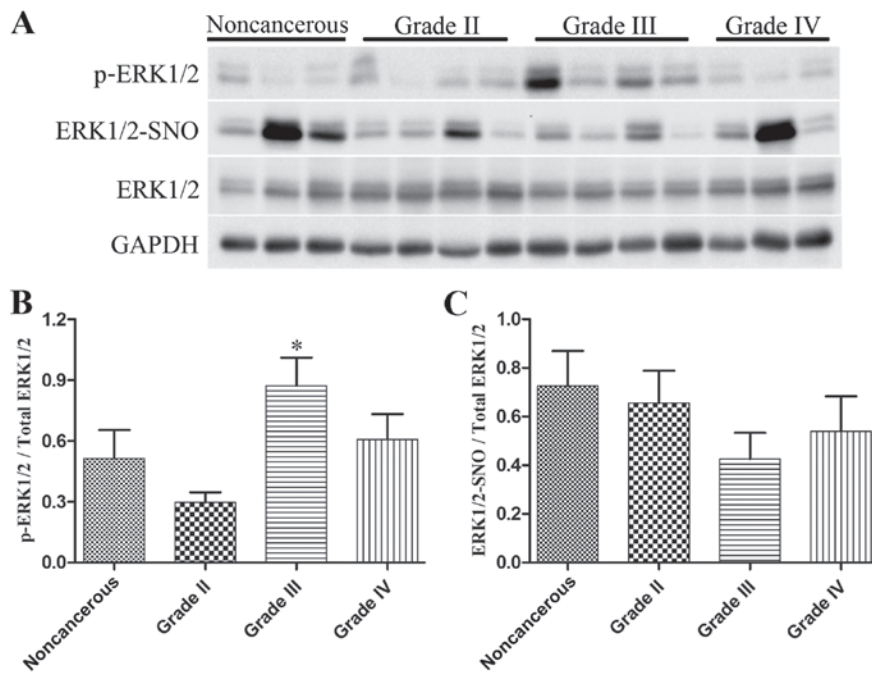 A
Noncancerous Grade II Grade III Grade IV
p-ERK1/2
ERK1/2-SNO
ERK1/2
GAPDH
B
p-ERK1/2 / Total ERK1/2
1.2
0.9
0.6
0.3
0.0
*
Noncancerous
Grade II
Grade III
Grade IV
C
ERK1/2-SNO / Total ERK1/2
1.0
0.8
0.6
0.4
0.2
0.0
Noncancerous
Grade II
Grade III
Grade IV